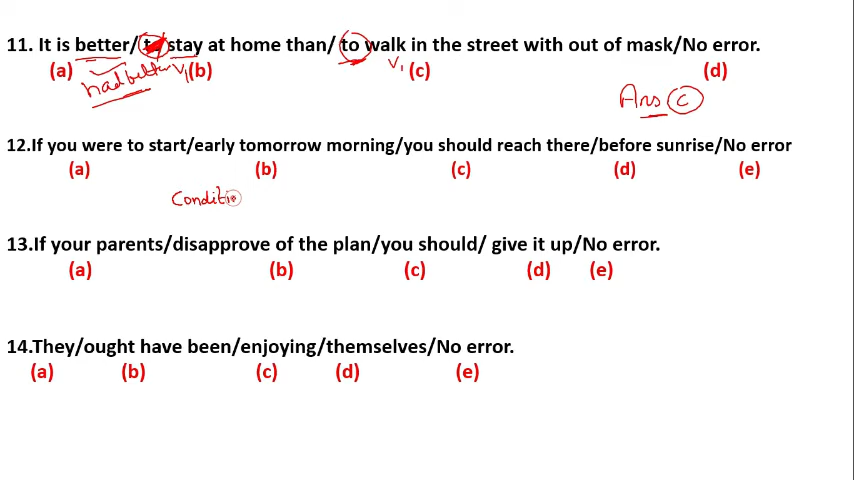 11. It is better/ to stay at home than/ to walk in the street with out of mask/No error.
(a) (b) (c) (d)
had better V1 V1
Ans C
12.If you were to start/early tomorrow morning/you should reach there/before sunrise/No error
(a) (b) (c) (d) (e)
Conditi
13.If your parents/disapprove of the plan/you should/ give it up/No error.
(a) (b) (c) (d) (e)
14.They/ought have been/enjoying/themselves/No error.
(a) (b) (c) (d) (e)